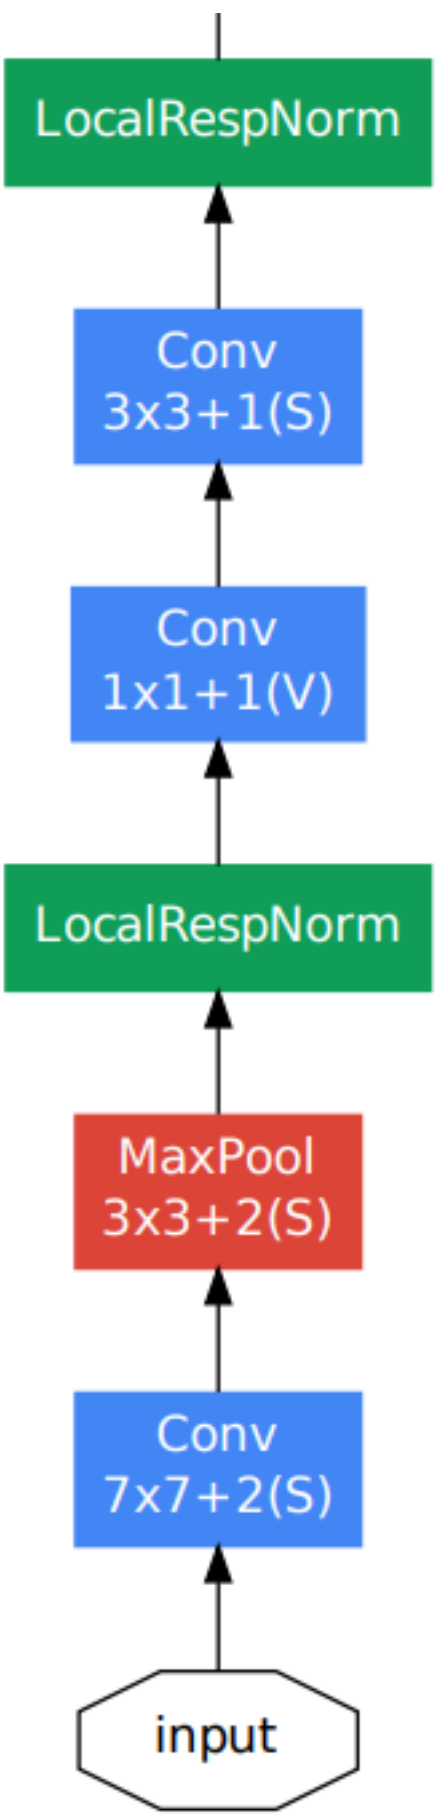 LocalRespNorm
Conv
3x3+1(S)
Conv
1x1+1(V)
LocalRespNorm
MaxPool
3x3+2(S)
Conv
7x7+2(S)
input